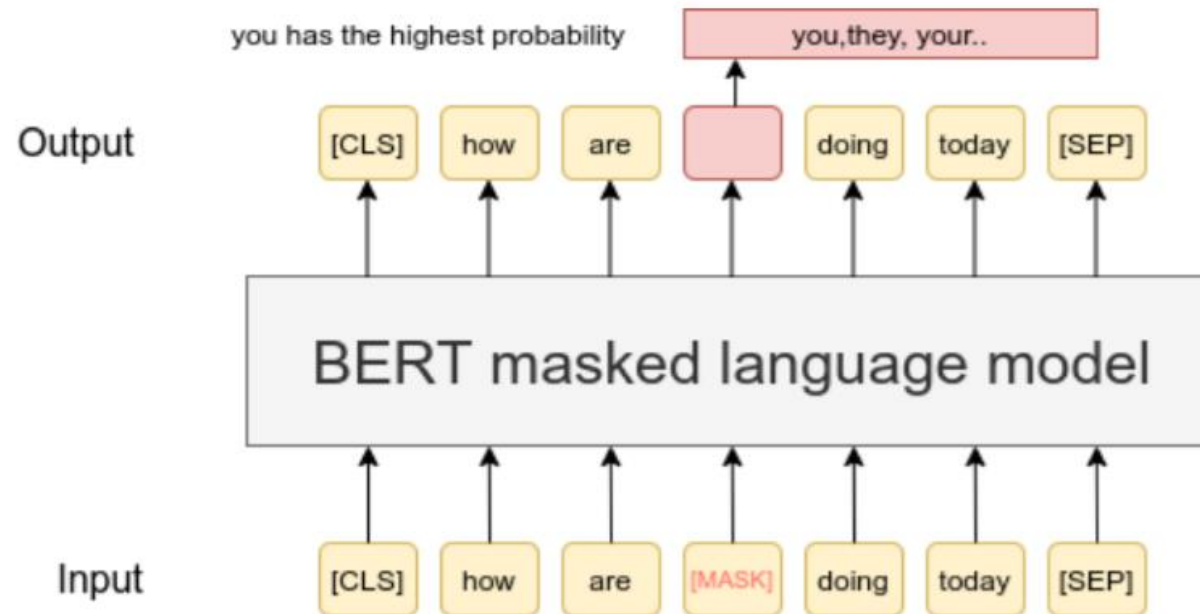 you has the highest probability
you,they, your..
Output
[CLS] how are doing today [SEP]
BERT masked language model
Input
[CLS] how are [MASK] doing today [SEP]